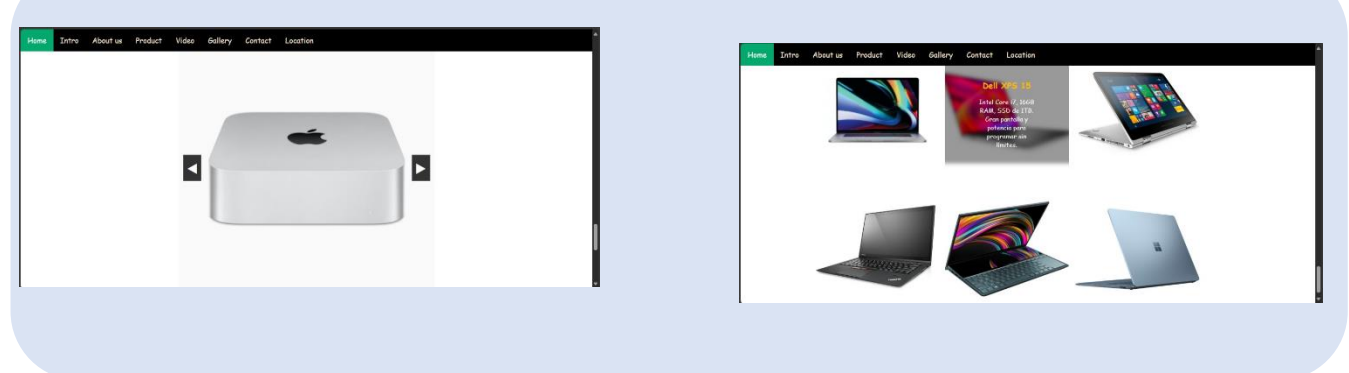 Home Intro About us Product Video Gallery Contact Location
Home Intro About us Product Video Gallery Contact Location
Dell XPS 15
Intel Core i7, 16GB
RAM, SSD de 1TB.
Gran pantalla y
potencia para
programar sin
límites.